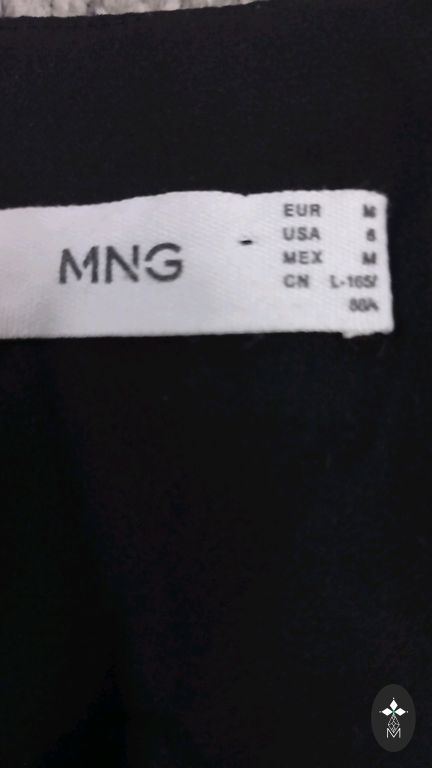 MNG
EUR M
USA 6
MEX M
CN L-165/
88A